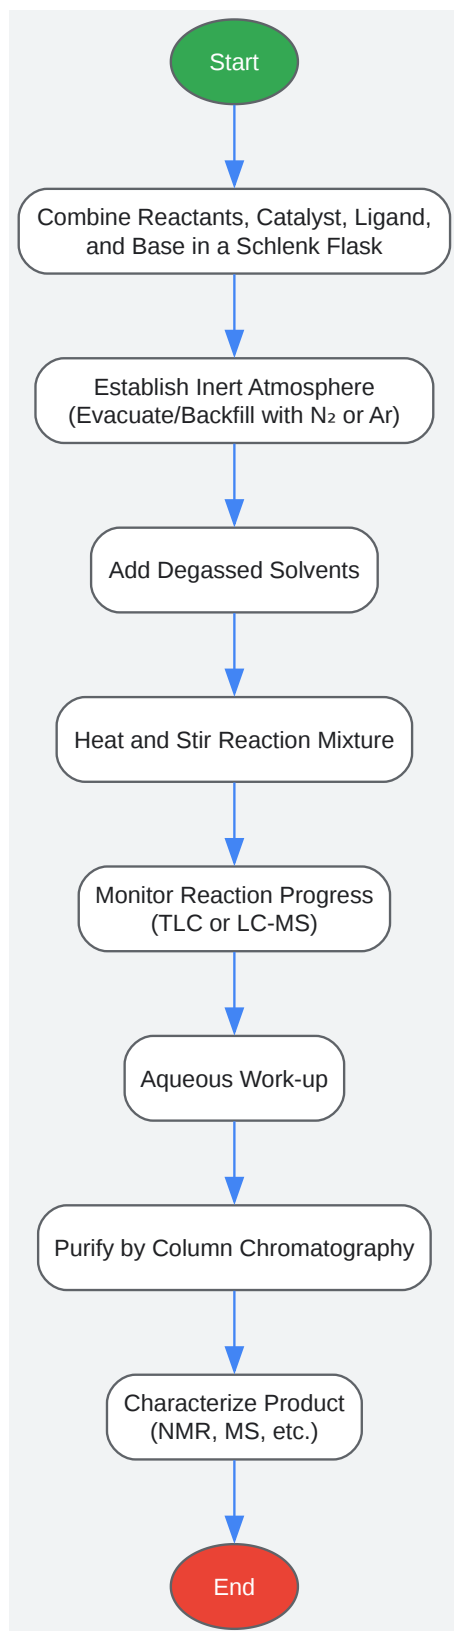 Start
Combine Reactants, Catalyst, Ligand,
and Base in a Schlenk Flask
Establish Inert Atmosphere
(Evacuate/Backfill with N₂ or Ar)
Add Degassed Solvents
Heat and Stir Reaction Mixture
Monitor Reaction Progress
(TLC or LC-MS)
Aqueous Work-up
Purify by Column Chromatography
Characterize Product
(NMR, MS, etc.)
End